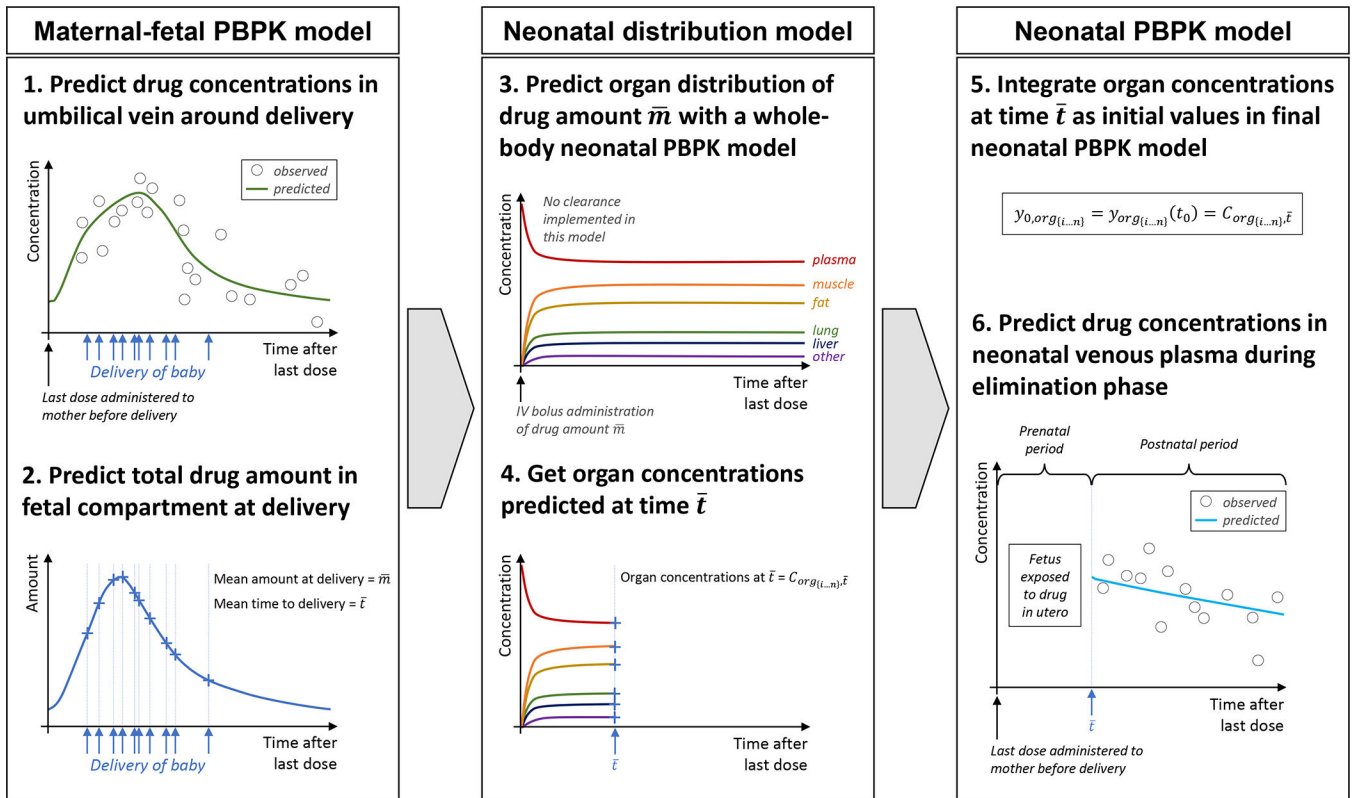 Maternal-fetal PBPK model
1. Predict drug concentrations in
umbilical vein around delivery
Concentration
observed
predicted
Time after
last dose
Delivery of baby
Last dose administered to
mother before delivery
2. Predict total drug amount in
fetal compartment at delivery
Amount
Mean amount at delivery = m̅
Mean time to delivery = t̅
Time after
last dose
Delivery of baby
Neonatal distribution model
3. Predict organ distribution of
drug amount m̅ with a whole-
body neonatal PBPK model
Concentration
No clearance
implemented in
this model
plasma
muscle
fat
lung
liver
other
Time after
last dose
IV bolus administration
of drug amount m̅
4. Get organ concentrations
predicted at time t̅
Concentration
Organ concentrations at t̅ = C_org{i…n},t̅
Time after
last dose
t̅
Neonatal PBPK model
5. Integrate organ concentrations
at time t̅ as initial values in final
neonatal PBPK model
y_0,org{i…n} = y_org{i…n}(t_0) = C_org{i…n},t̅
6. Predict drug concentrations in
neonatal venous plasma during
elimination phase
Prenatal
period
Postnatal period
Concentration
observed
predicted
Fetus
exposed
to drug
in utero
Time after
last dose
t̅
Last dose administered to
mother before delivery